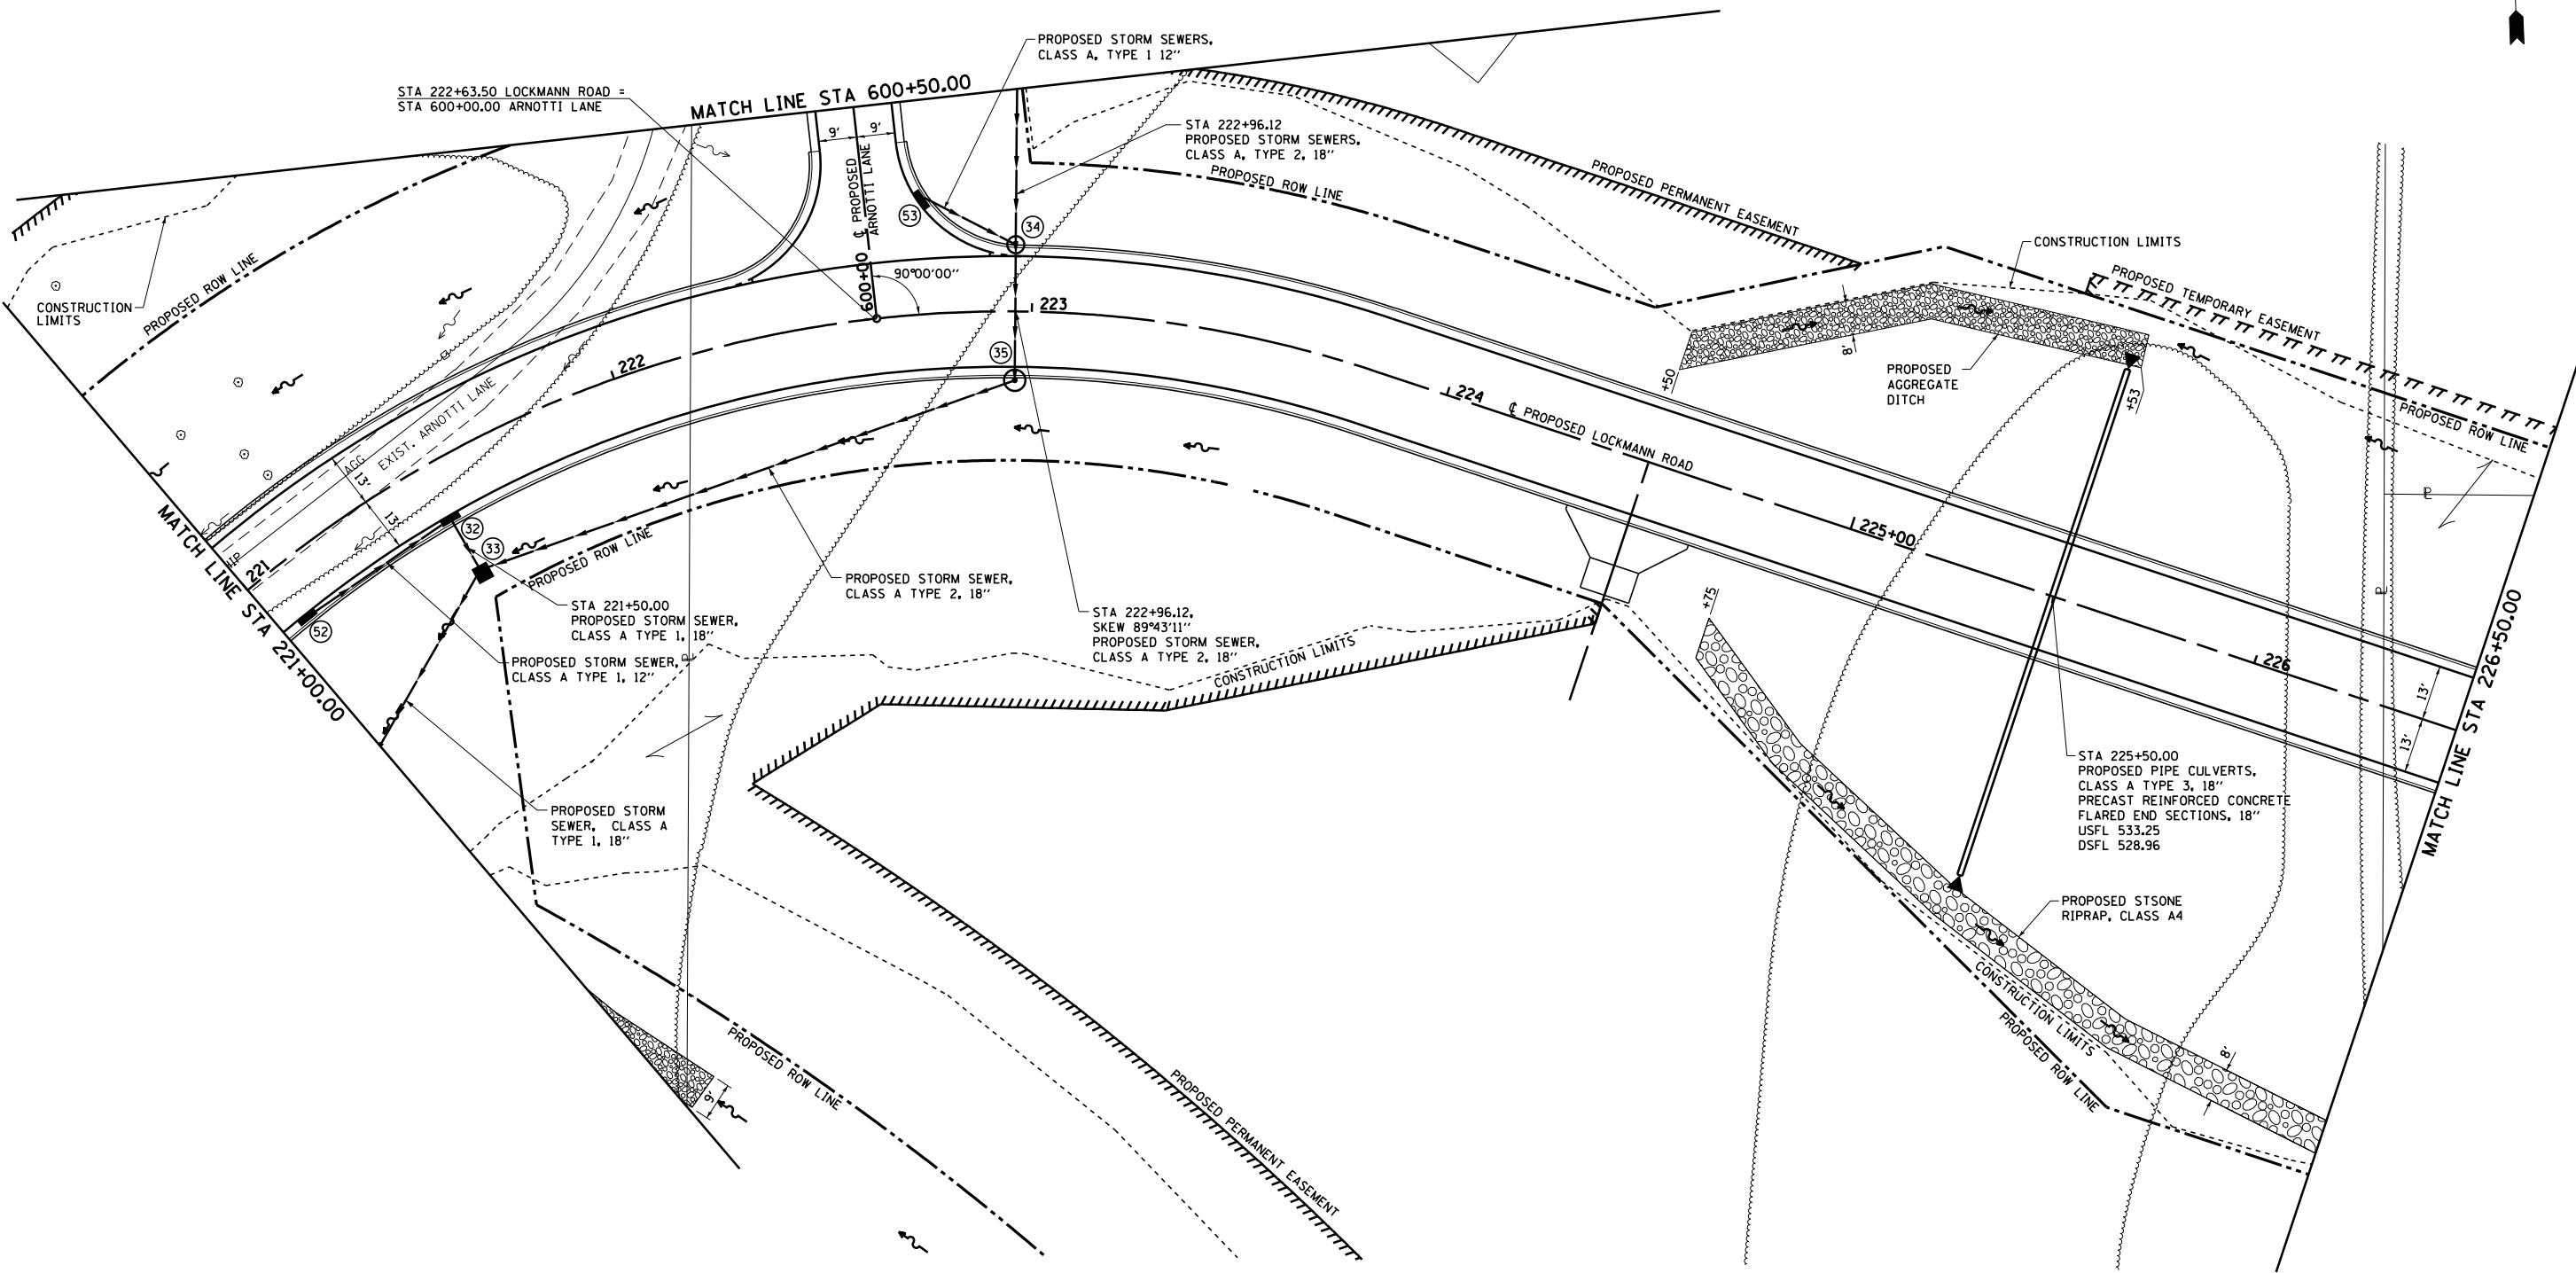 PROPOSED STORM SEWERS,
CLASS A, TYPE 1 12"
STA 222+63.50 LOCKMANN ROAD =
STA 600+00.00 ARNOTTI LANE
MATCH LINE STA 600+50.00
9'
9'
STA 222+96.12
PROPOSED STORM SEWERS,
CLASS A, TYPE 2, 18"
℄ PROPOSED
ARNOTTI LANE
600+00
90°00'00"
53
34
PROPOSED ROW LINE
PROPOSED PERMANENT EASEMENT
CONSTRUCTION LIMITS
PROPOSED TEMPORARY EASEMENT
PROPOSED ROW LINE
CONSTRUCTION
LIMITS
PROPOSED ROW LINE
223
35
222
224
℄ PROPOSED LOCKMANN ROAD
+50
8'
PROPOSED
AGGREGATE
DITCH
+53
AGG
EXIST. ARNOTTI LANE
13'
13'
HP
221
MATCH LINE STA 221+00.00
32
33
52
PROPOSED ROW LINE
225+00
PROPOSED STORM SEWER,
CLASS A TYPE 2, 18"
STA 221+50.00
PROPOSED STORM SEWER,
CLASS A TYPE 1, 18"
STA 222+96.12,
SKEW 89°43'11"
PROPOSED STORM SEWER,
CLASS A TYPE 2, 18"
PROPOSED STORM SEWER,
CLASS A TYPE 1, 12"
CONSTRUCTION LIMITS
+75
226
13'
13'
MATCH LINE STA 226+50.00
PROPOSED STORM
SEWER, CLASS A
TYPE 1, 18"
STA 225+50.00
PROPOSED PIPE CULVERTS,
CLASS A TYPE 3, 18"
PRECAST REINFORCED CONCRETE
FLARED END SECTIONS, 18"
USFL 533.25
DSFL 528.96
PROPOSED STSONE
RIPRAP, CLASS A4
CONSTRUCTION LIMITS
PROPOSED ROW LINE
8'
9'
PROPOSED ROW LINE
PROPOSED PERMANENT EASEMENT